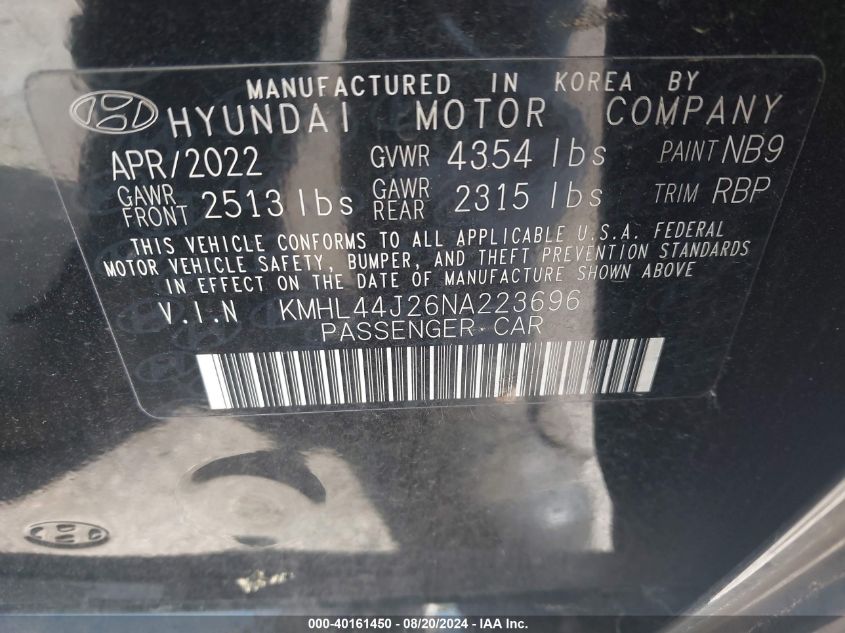 MANUFACTURED IN KOREA BY
HYUNDAI MOTOR COMPANY
APR/2022 GVWR 4354 lbs PAINT NB9
GAWR FRONT 2513 lbs GAWR REAR 2315 lbs TRIM RBP
THIS VEHICLE CONFORMS TO ALL APPLICABLE U.S.A. FEDERAL
MOTOR VEHICLE SAFETY, BUMPER, AND THEFT PREVENTION STANDARDS
IN EFFECT ON THE DATE OF MANUFACTURE SHOWN ABOVE
V.I.N KMHL44J26NA223696
PASSENGER CAR
000-40161450 - 08/20/2024 - IAA Inc.